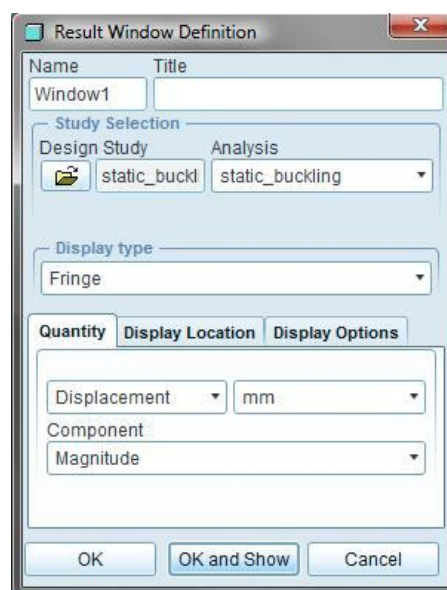 Result Window Definition
Name Title
Window1
Study Selection
Design Study Analysis
static_buckl static_buckling
Display type
Fringe
Quantity Display Location Display Options
Displacement mm
Component
Magnitude
OK OK and Show Cancel